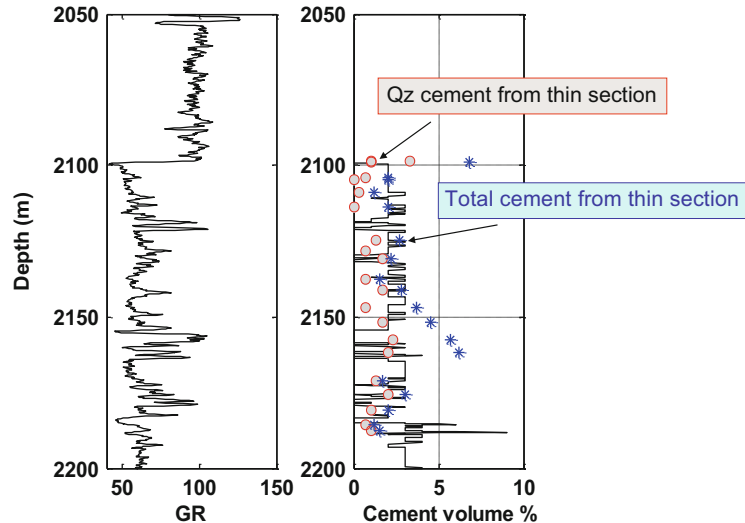 2050
2050
Qz cement from thin section
2100
2100
Total cement from thin section
Depth (m)
2150
2150
2200
2200
50
100
150
0
5
10
GR
Cement volume %